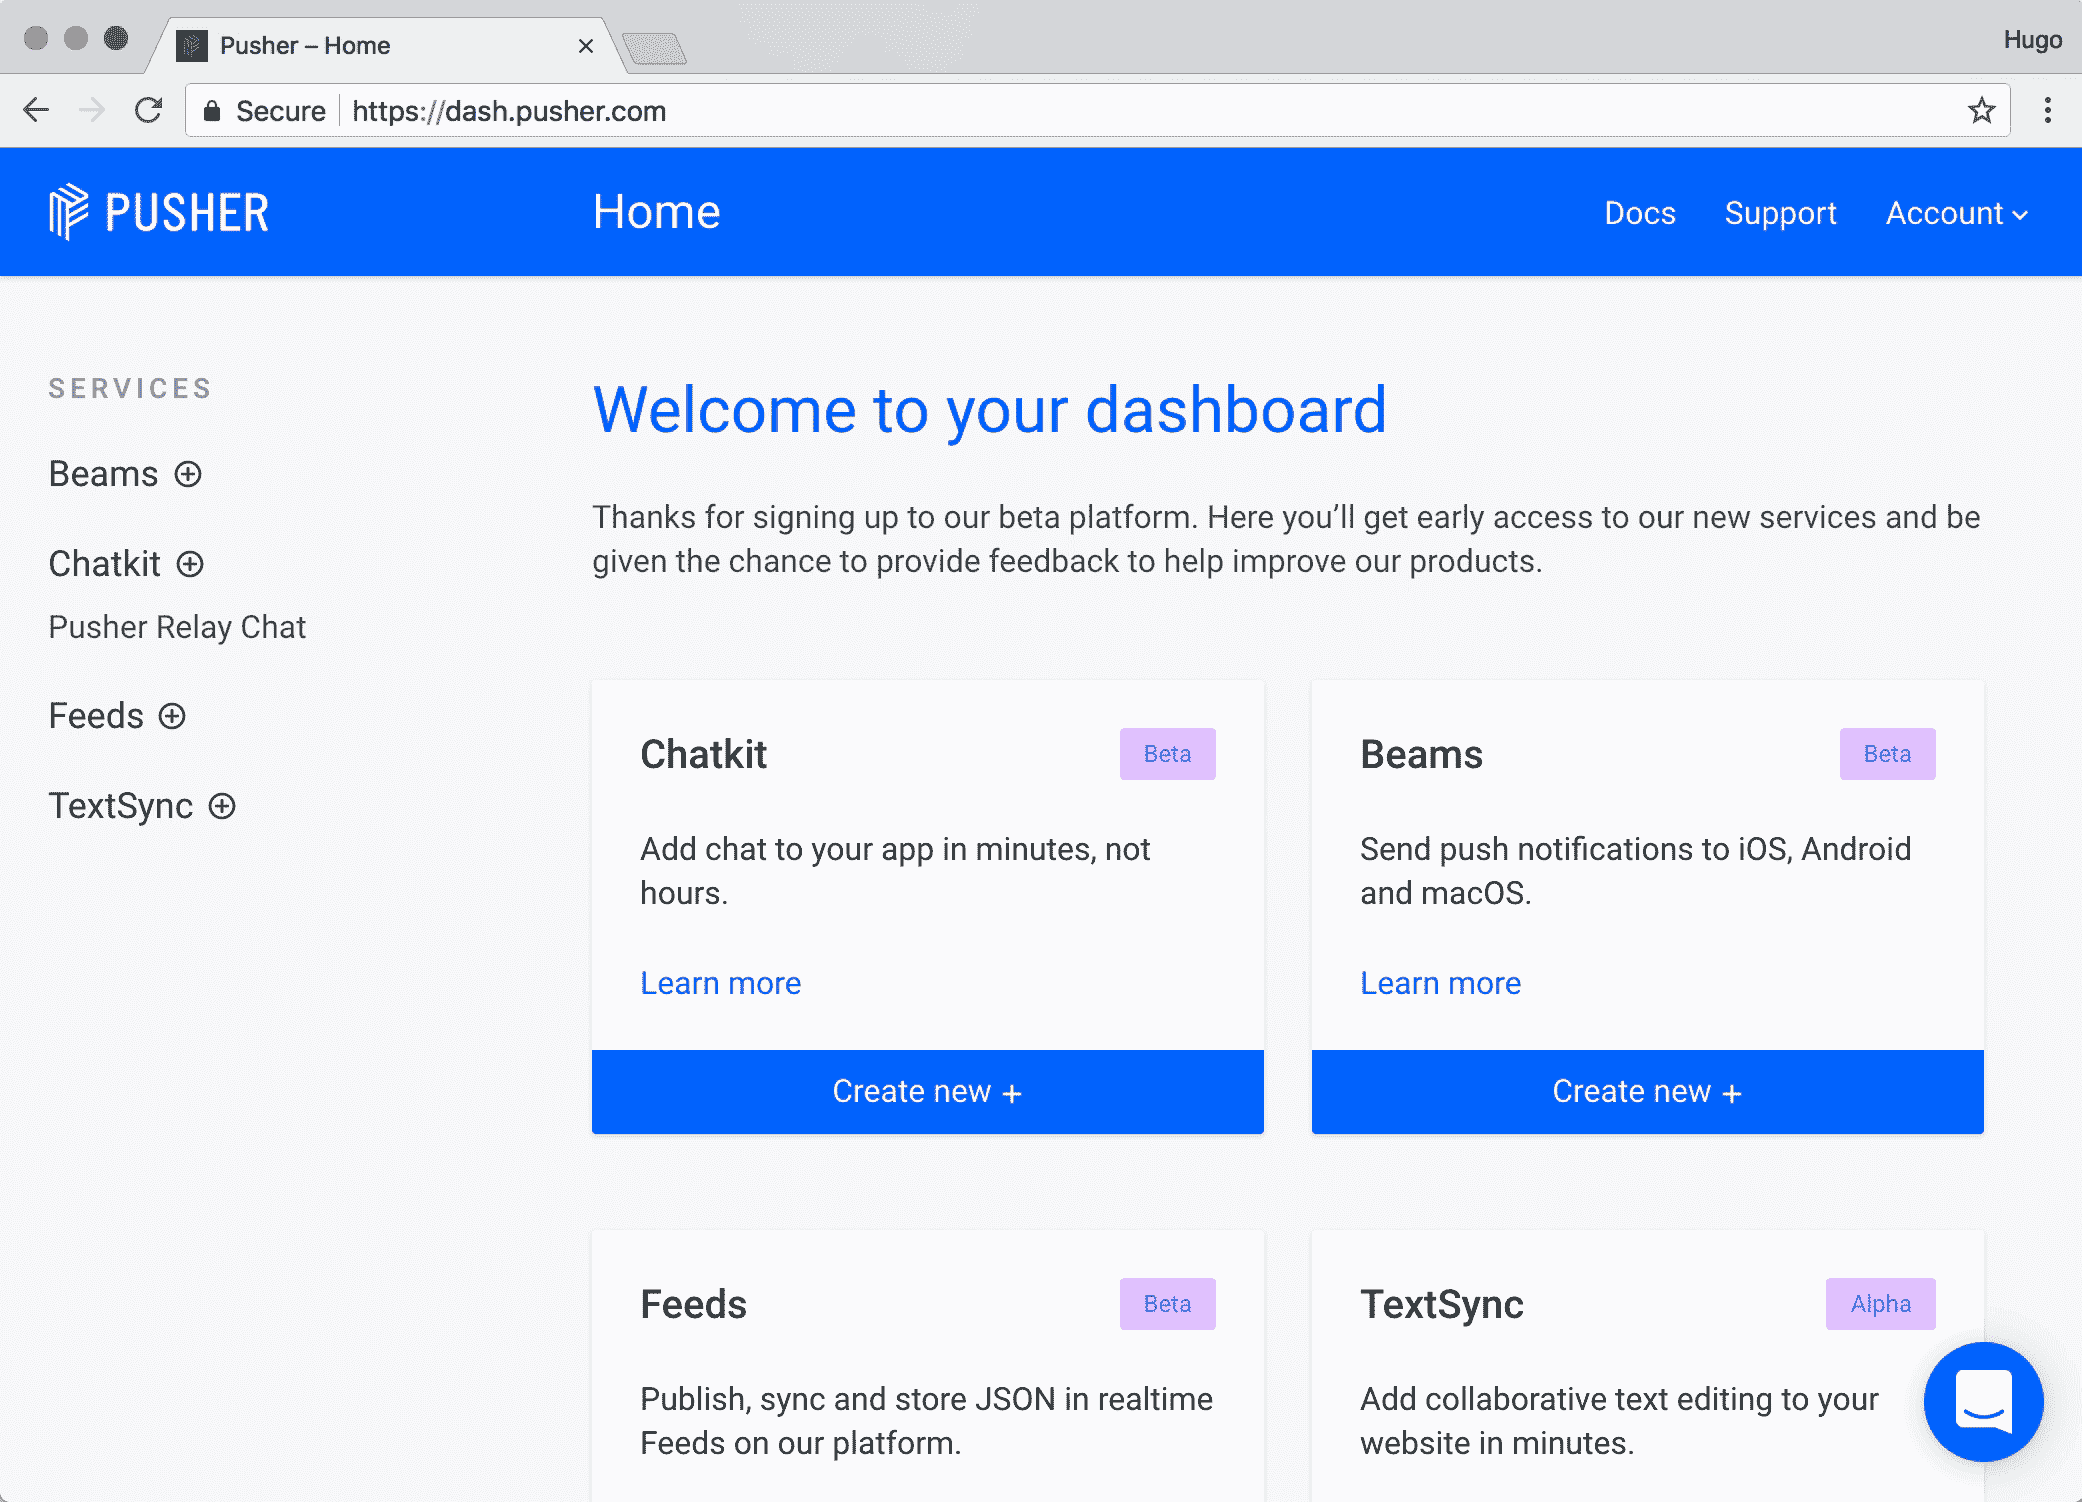 Pusher – Home
Hugo
Secure
https://dash.pusher.com
PUSHER
Home
Docs
Support
Account
SERVICES
Beams
Chatkit
Pusher Relay Chat
Feeds
TextSync
Welcome to your dashboard
Thanks for signing up to our beta platform. Here you’ll get early access to our new services and be
given the chance to provide feedback to help improve our products.
Chatkit
Beta
Add chat to your app in minutes, not
hours.
Learn more
Create new +
Beams
Beta
Send push notifications to iOS, Android
and macOS.
Learn more
Create new +
Feeds
Beta
Publish, sync and store JSON in realtime
Feeds on our platform.
TextSync
Alpha
Add collaborative text editing to your
website in minutes.